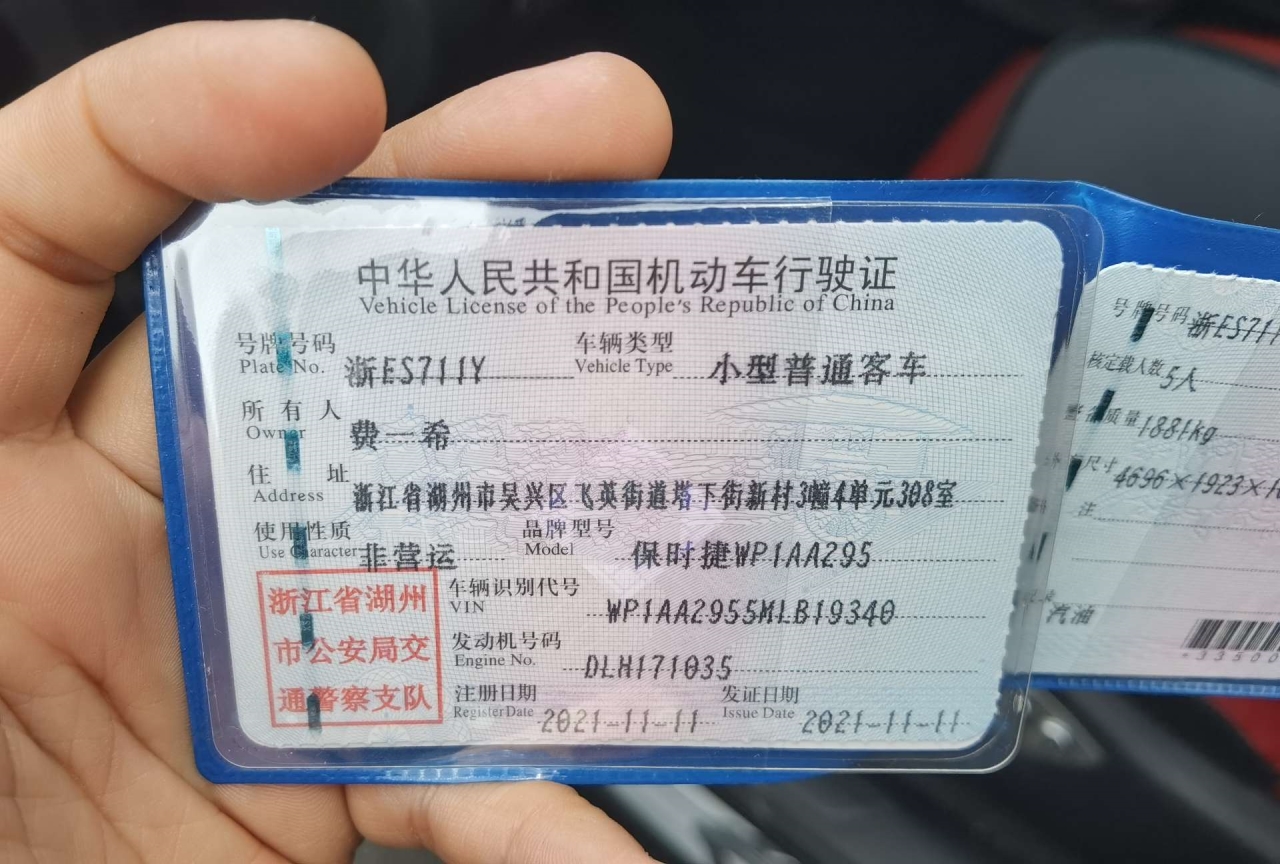 中华人民共和国机动车行驶证
Vehicle License of the People's Republic of China
号牌号码 浙ES711Y 车辆类型 小型普通客车
Plate No. Vehicle Type
所有人 费一希
Owner
住址 浙江省湖州市吴兴区飞英街道塔下街新村3幢4单元308室
Address
使用性质 非营运 品牌型号 保时捷WP1AA295
Use Character Model
浙江省湖州
市公安局交
通警察支队
车辆识别代号 WP1AA2955MLB19340
VIN
发动机号码 DLH171035
Engine No.
注册日期 2021-11-11 发证日期 2021-11-11
Register Date Issue Date
号牌号码 浙ES711
核定载人数 5人
整备质量 1881kg
尺寸 4696×1923×1
注
汽油